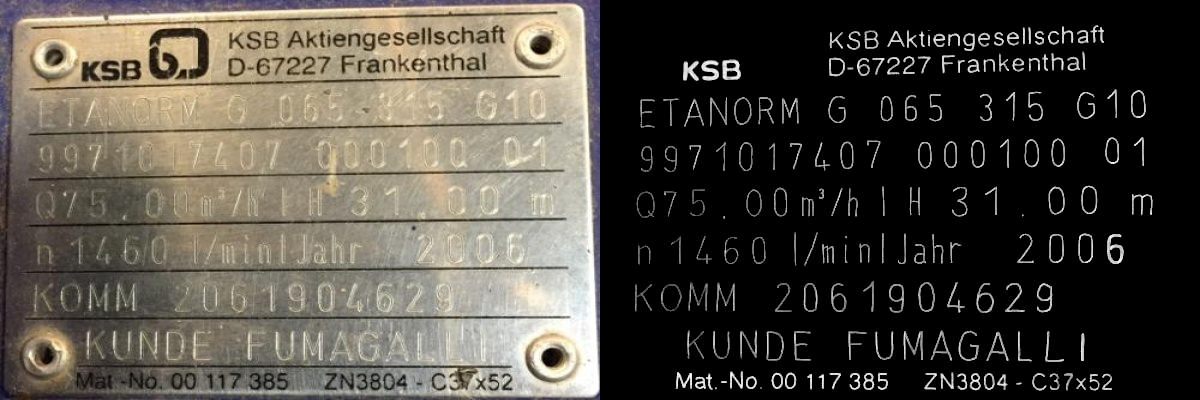 KSB Aktiengesellschaft
D-67227 Frankenthal
KSB
ETANORM G 065 315 G10
9971017407 000100 01
Q75.00m³/h | H 31.00 m
n 1460 l/min|Jahr 2006
KOMM 2061904629
KUNDE FUMAGALLI
Mat.-No. 00 117 385 ZN3804 - C37x52
KSB Aktiengesellschaft
D-67227 Frankenthal
KSB
ETANORM G 065 315 G10
9971017407 000100 01
Q75.00m³/h | H 31.00 m
n 1460 l/min|Jahr 2006
KOMM 2061904629
KUNDE FUMAGALLI
Mat.-No. 00 117 385 ZN3804 - C37x52